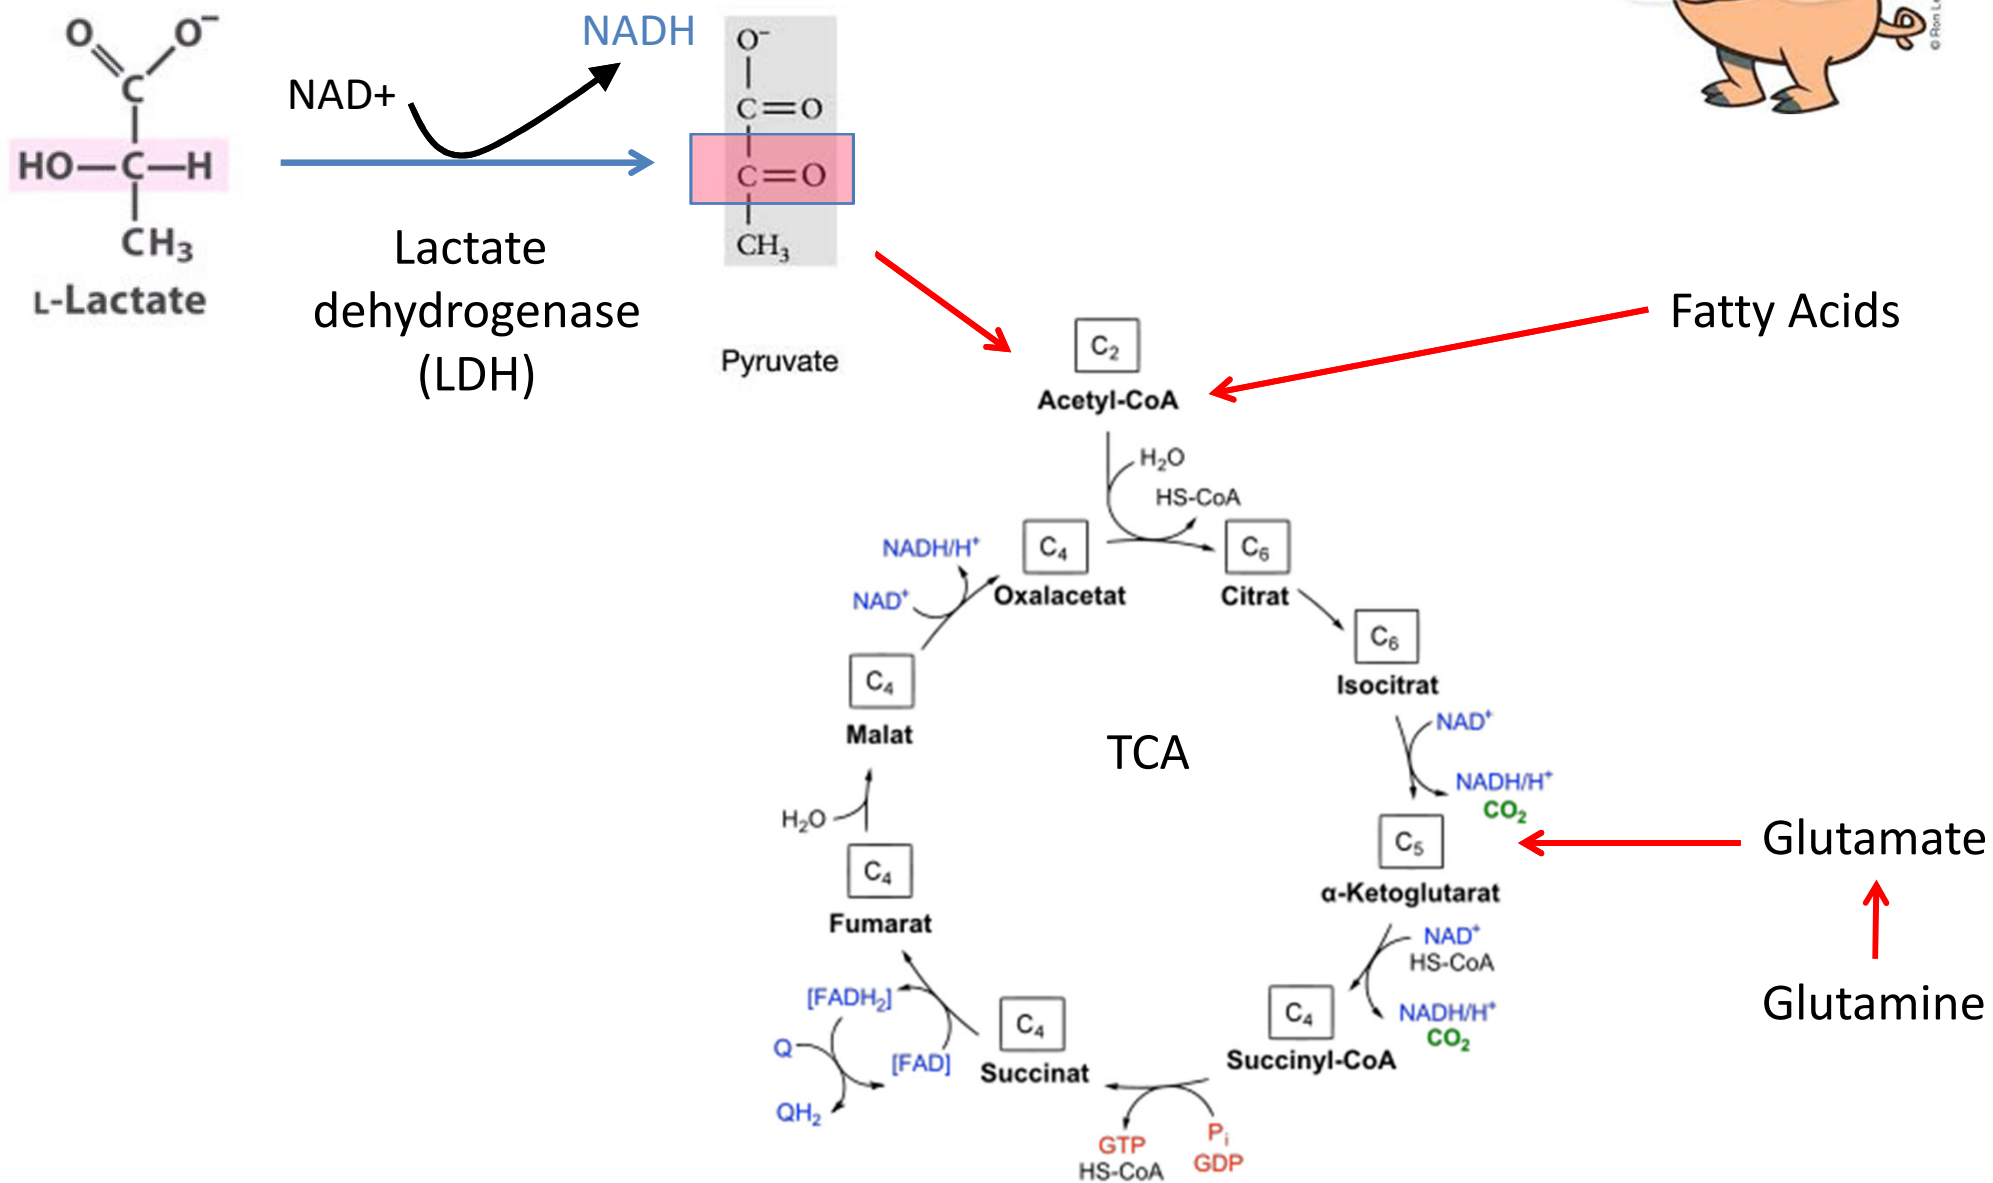 O O⁻
C
HO—C—H
CH₃
L-Lactate
NAD+
NADH
Lactate
dehydrogenase
(LDH)
O⁻
C=O
C=O
CH₃
Pyruvate
© Ron
Fatty Acids
C₂
Acetyl-CoA
H₂O
HS-CoA
C₄
Oxalacetat
C₆
Citrat
C₆
Isocitrat
NAD⁺
NADH/H⁺
CO₂
C₅
α-Ketoglutarat
Glutamate
Glutamine
NAD⁺
HS-CoA
NADH/H⁺
CO₂
C₄
Succinyl-CoA
Pᵢ
GDP
GTP
HS-CoA
C₄
Succinat
[FAD]
[FADH₂]
Q
QH₂
C₄
Fumarat
H₂O
C₄
Malat
NAD⁺
NADH/H⁺
TCA